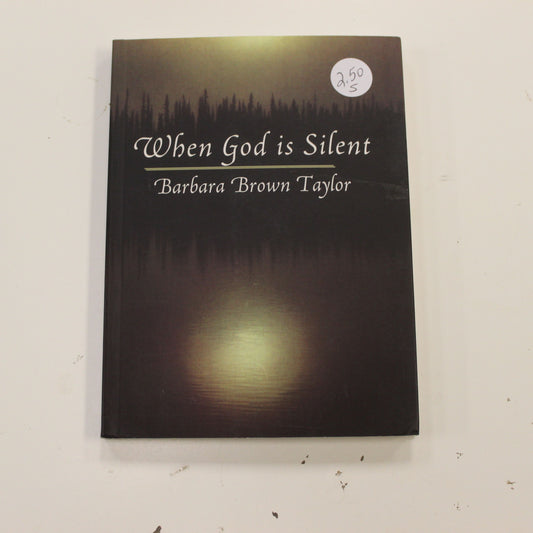 2.50
S
When God is Silent
Barbara Brown Taylor